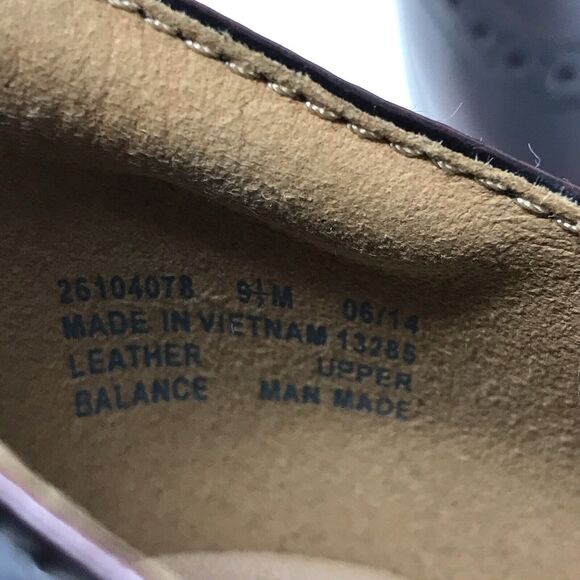 26104078 9½M 06/14
MADE IN VIETNAM 13285
LEATHER UPPER
BALANCE MAN MADE